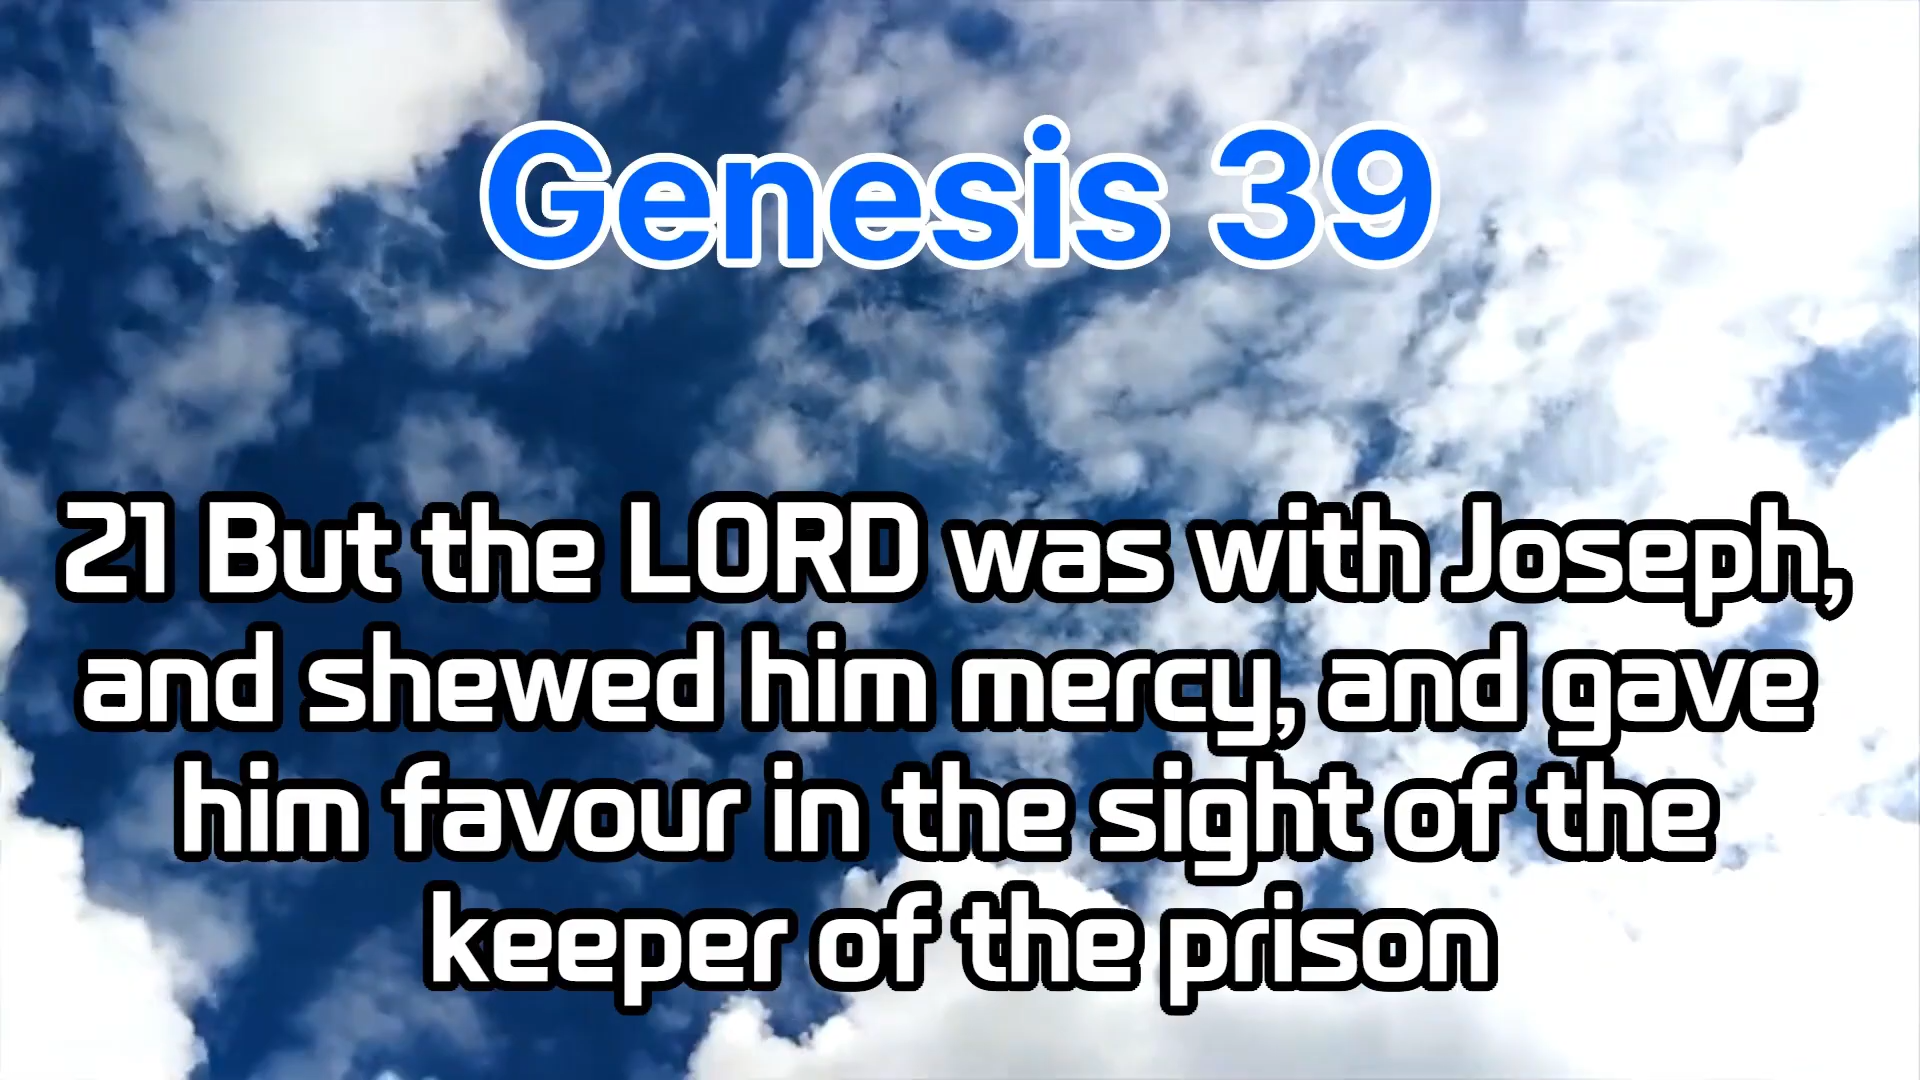 Genesis 39
21 But the LORD was with Joseph,
and shewed him mercy, and gave
him favour in the sight of the
keeper of the prison